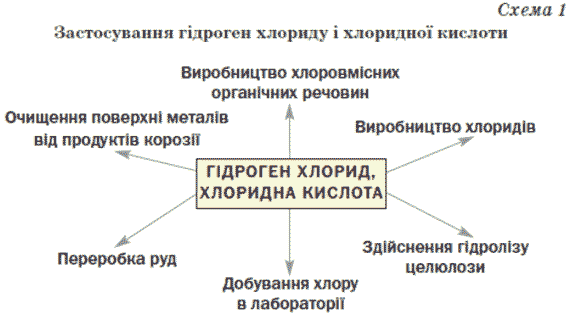 Схема 1
Застосування гідроген хлориду і хлоридної кислоти
Виробництво хлоровмісних
органічних речовин
Очищення поверхні металів
від продуктів корозії
Виробництво хлоридів
ГІДРОГЕН ХЛОРИД,
ХЛОРИДНА КИСЛОТА
Переробка руд
Здійснення гідролізу
целюлози
Добування хлору
в лабораторії